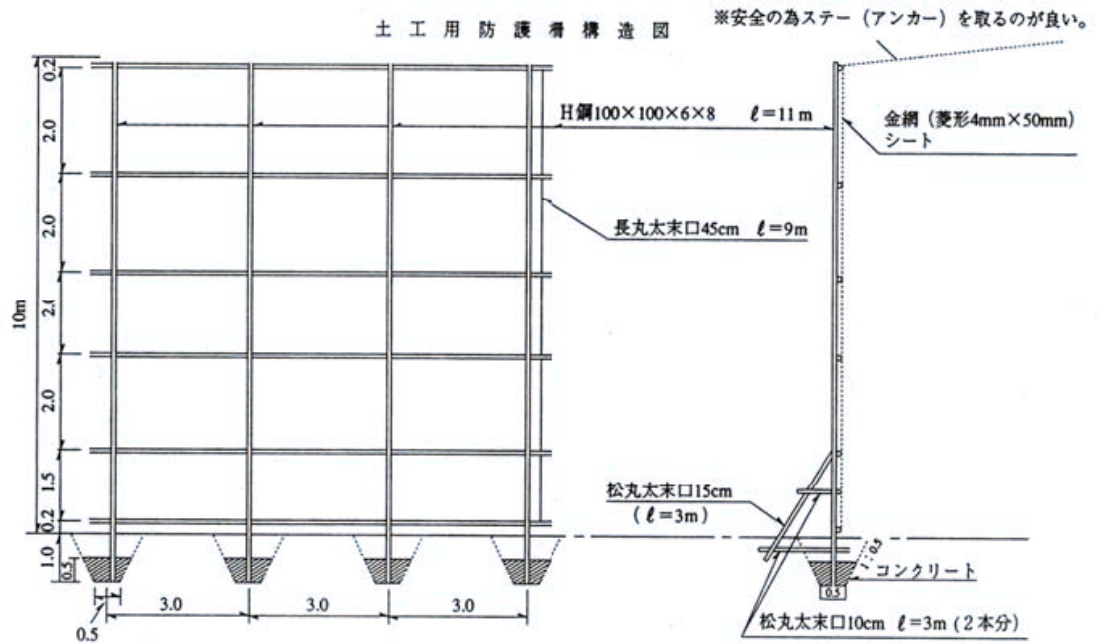 土工用防護柵構造図
※安全の為ステー（アンカー）を取るのが良い。
H鋼100×100×6×8　ℓ=11m
金網（菱形4mm×50mm）
シート
長丸太末口45cm　ℓ=9m
0.2
2.0
2.0
2.0
2.0
1.5
0.2
10m
1.0
0.5
0.5
3.0
3.0
3.0
松丸太末口15cm
（ℓ=3m）
1：0.5
コンクリート
0.5
松丸太末口10cm　ℓ=3m（2本分）